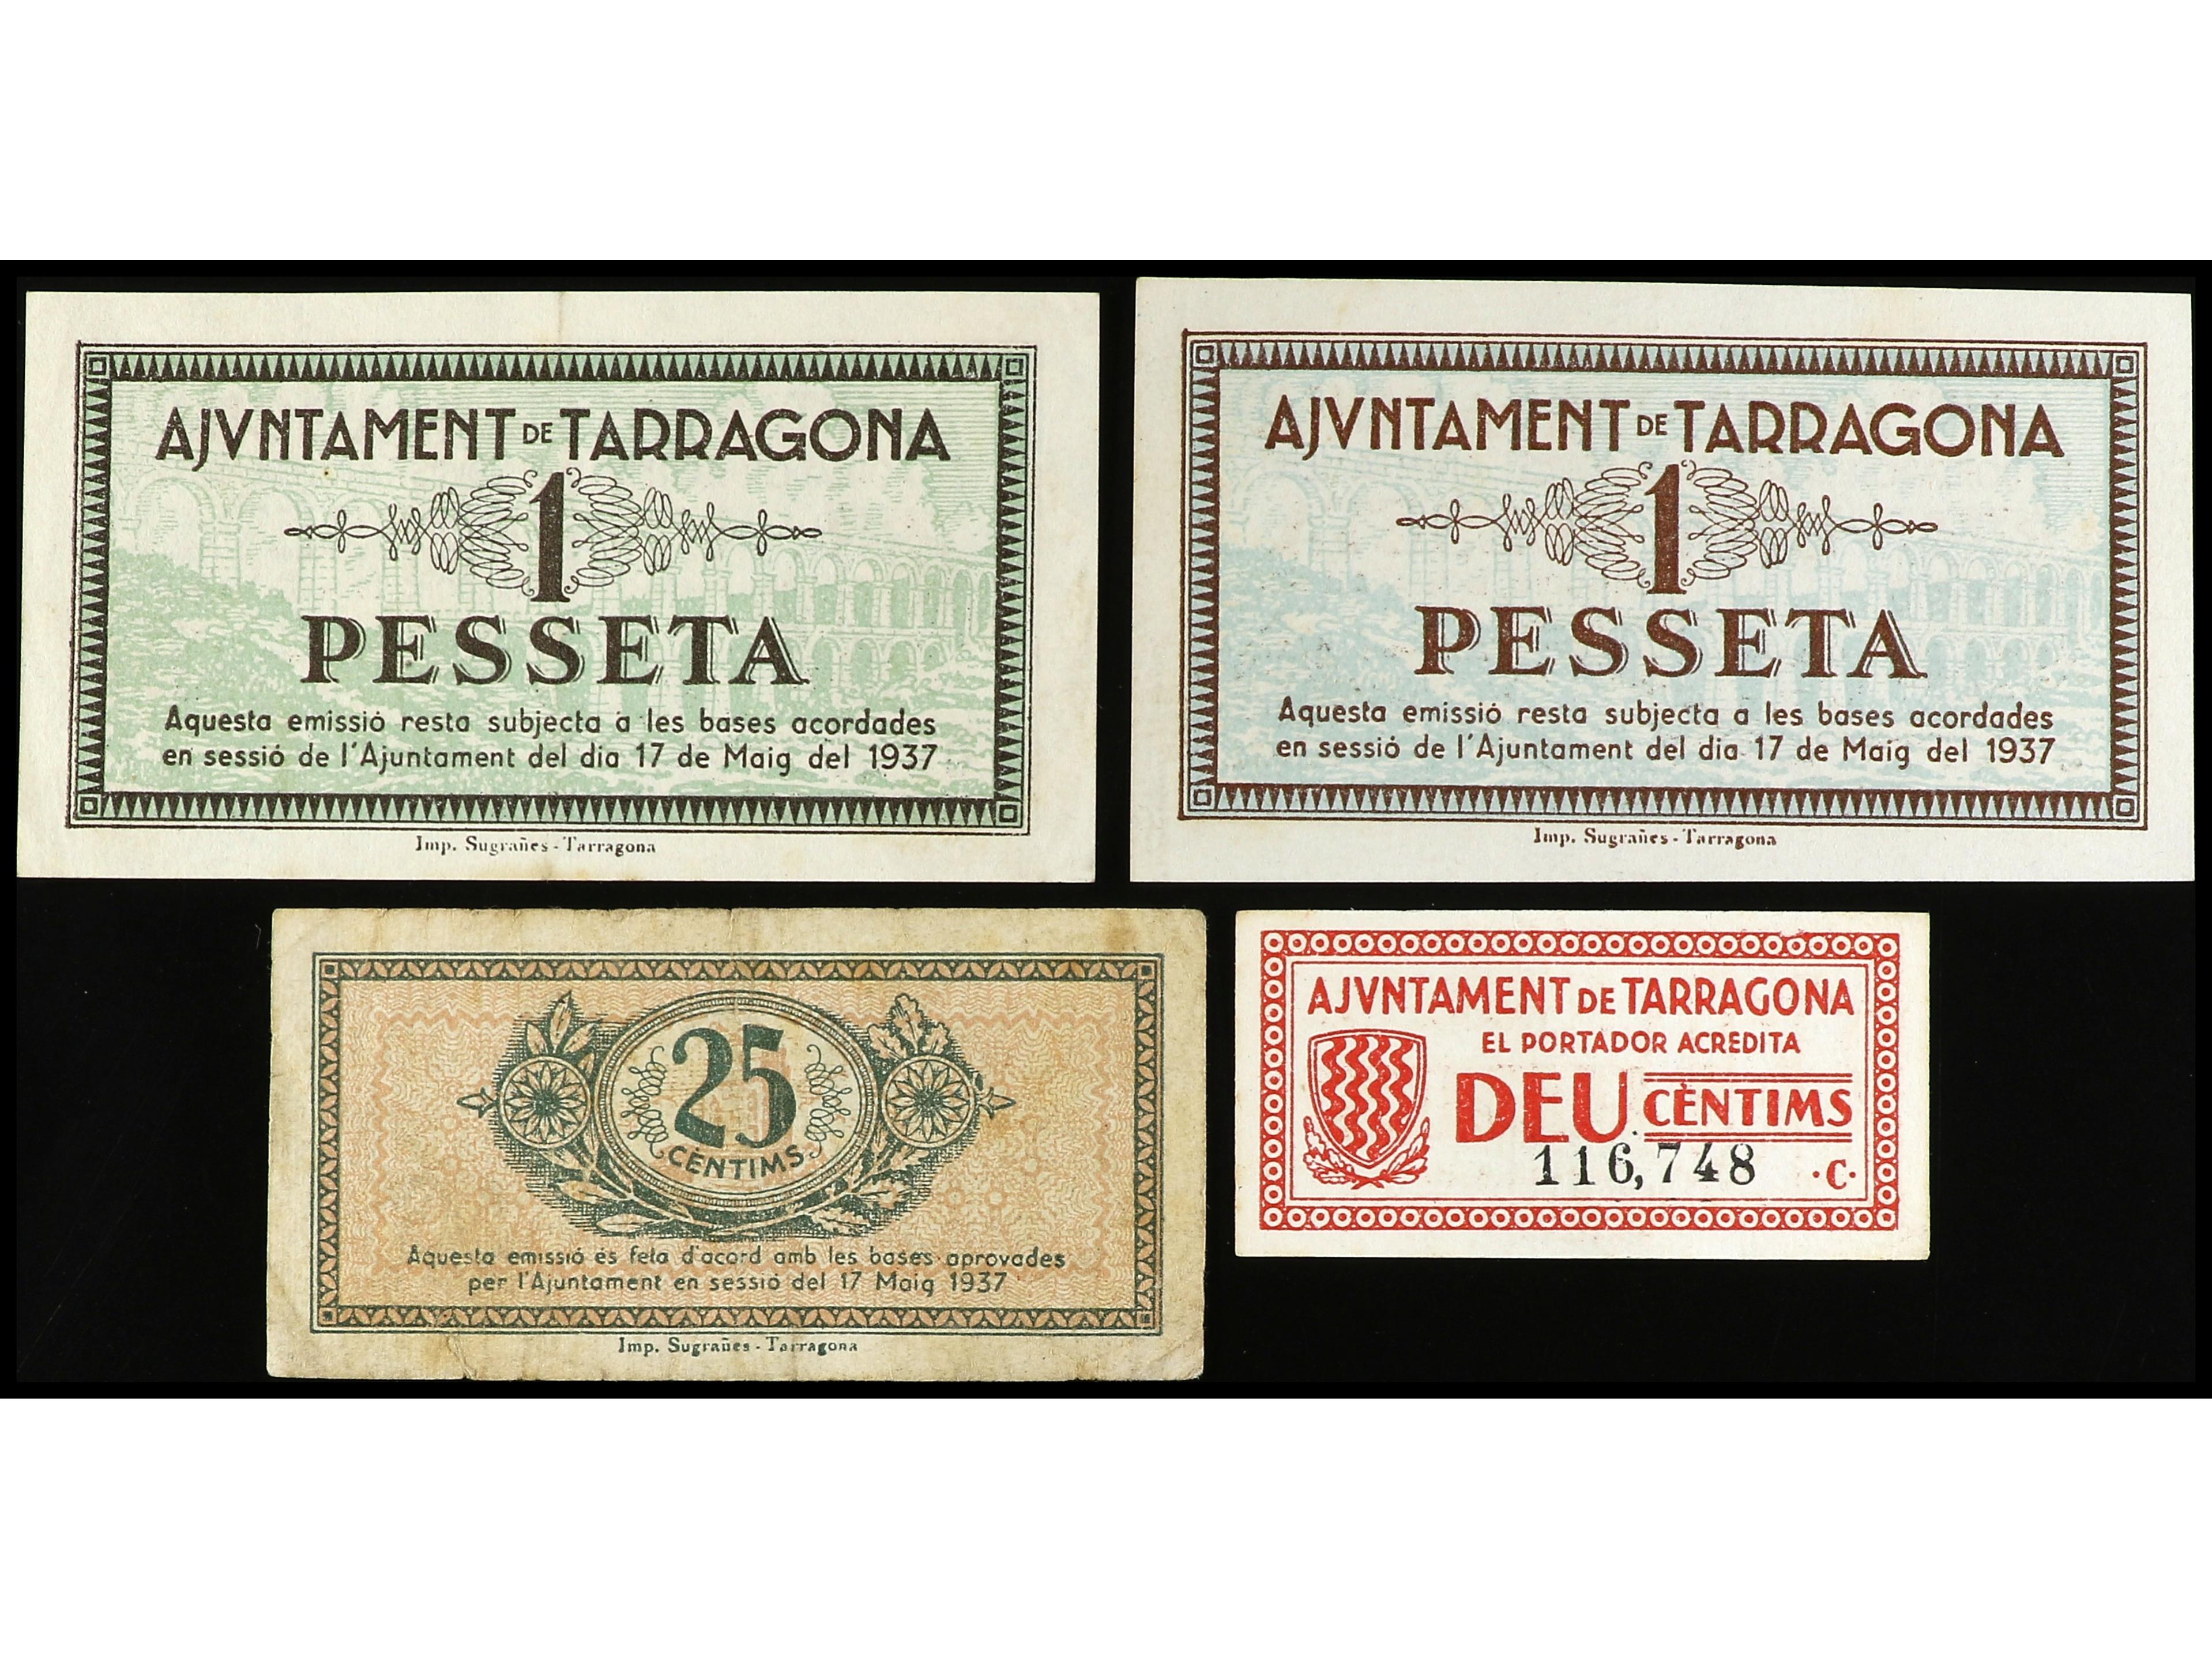 AJVNTAMENT DE TARRAGONA
1
PESSETA
Aquesta emissió resta subjecta a les bases acordades
en sessió de l'Ajuntament del dia 17 de Maig del 1937
Imp. Sugrañes - Tarragona
AJVNTAMENT DE TARRAGONA
1
PESSETA
Aquesta emissió resta subjecta a les bases acordades
en sessió de l'Ajuntament del dia 17 de Maig del 1937
Imp. Sugrañes - Tarragona
25
CÈNTIMS
Aquesta emissió és feta d'acord amb les bases aprovades
per l'Ajuntament en sessió del 17 Maig 1937
Imp. Sugrañes - Tarragona
AJVNTAMENT DE TARRAGONA
EL PORTADOR ACREDITA
DEU CÈNTIMS
116,748 ·C·